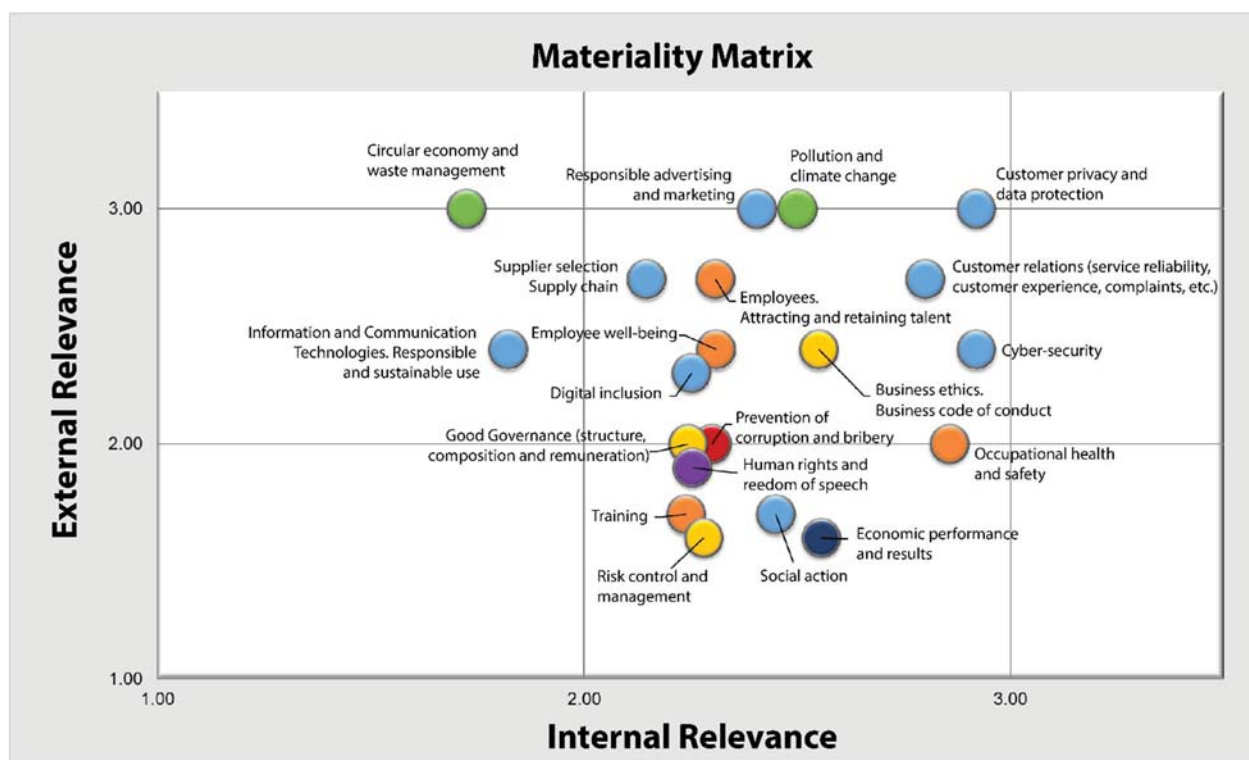 Materiality Matrix
External Relevance
3.00
2.00
1.00
Circular economy and
waste management
Responsible advertising
and marketing
Pollution and
climate change
Customer privacy and
data protection
Supplier selection
Supply chain
Employees.
Attracting and retaining talent
Customer relations (service reliability,
customer experience, complaints, etc.)
Information and Communication
Technologies. Responsible
and sustainable use
Employee well-being
Digital inclusion
Business ethics.
Business code of conduct
Cyber-security
Good Governance (structure,
composition and remuneration)
Prevention of
corruption and bribery
Human rights and
reedom of speech
Occupational health
and safety
Training
Risk control and
management
Social action
Economic performance
and results
1.00
2.00
3.00
Internal Relevance